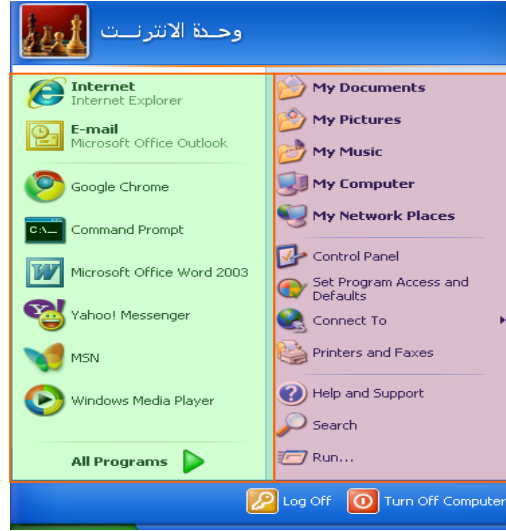 وحـدة الانترنــت
Internet
Internet Explorer
E-mail
Microsoft Office Outlook
Google Chrome
C:\_
Command Prompt
W
Microsoft Office Word 2003
Yahoo! Messenger
MSN
Windows Media Player
All Programs
My Documents
My Pictures
My Music
My Computer
My Network Places
Control Panel
Set Program Access and
Defaults
Connect To
Printers and Faxes
Help and Support
Search
Run...
Log Off
Turn Off Computer